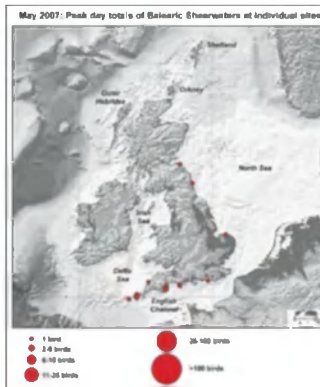 May 2007: Peak day totals of Balearic Shearwaters at individual sites
Shetland
Orkney
Outer
Hebrides
North Sea
Irish
Sea
Celtic
Sea
English
Channel
1 bird
2-5 birds
6-10 birds
11-25 birds
26-100 birds
>100 birds